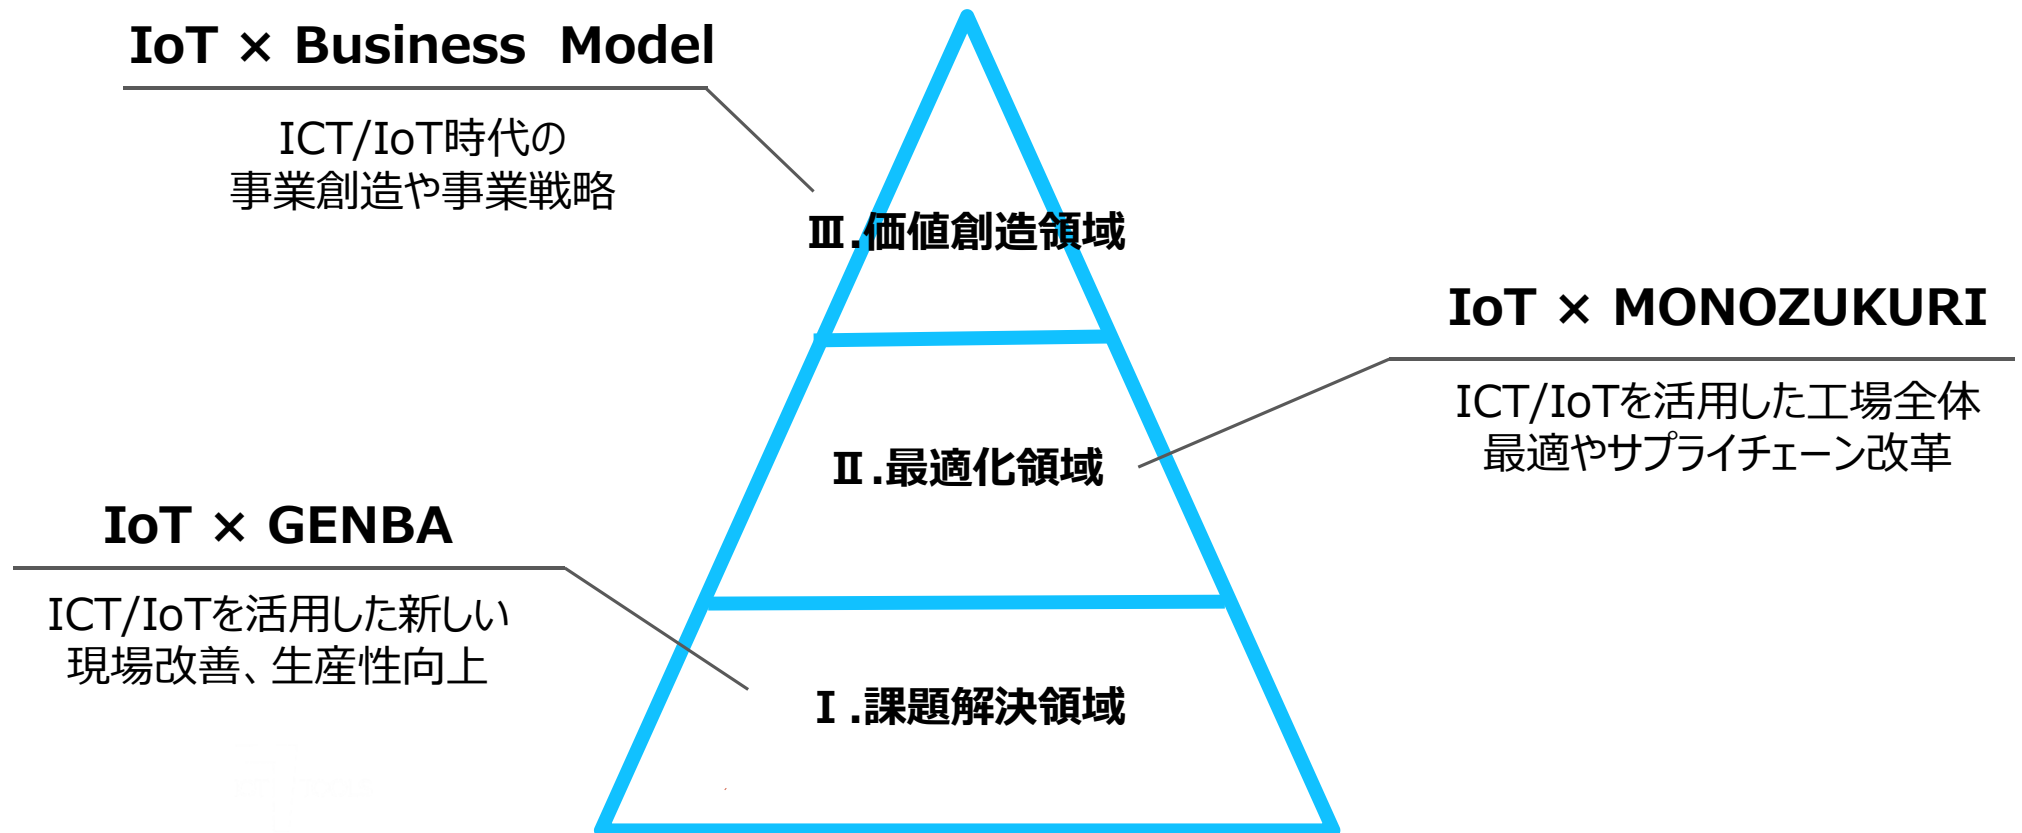 IoT × Business Model
ICT/IoT時代の
事業創造や事業戦略
Ⅲ.価値創造領域
IoT × MONOZUKURI
ICT/IoTを活用した工場全体
最適やサプライチェーン改革
Ⅱ.最適化領域
IoT × GENBA
ICT/IoTを活用した新しい
現場改善、生産性向上
Ⅰ.課題解決領域